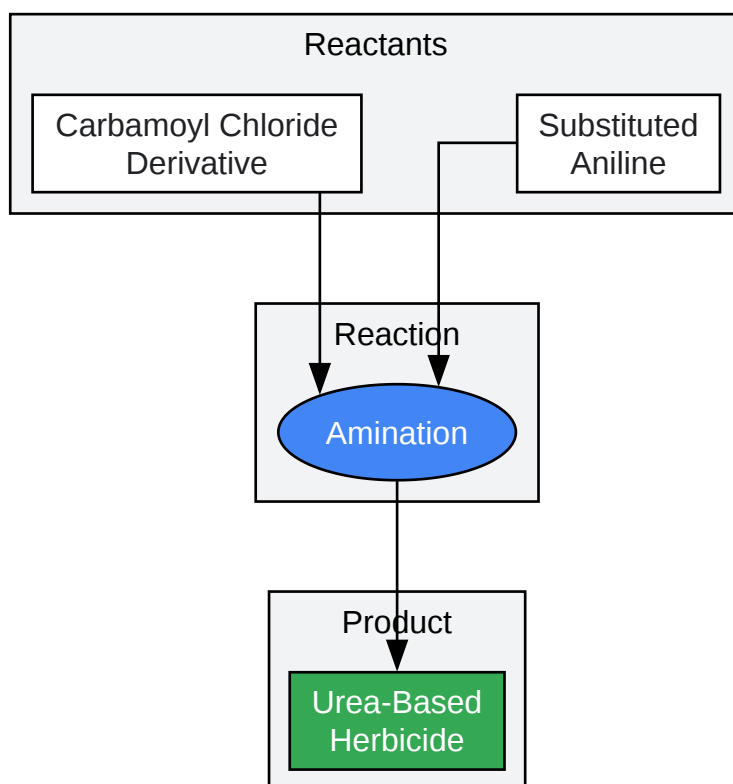 Reactants
Carbamoyl Chloride
Derivative
Substituted
Aniline
Reaction
Amination
Product
Urea-Based
Herbicide